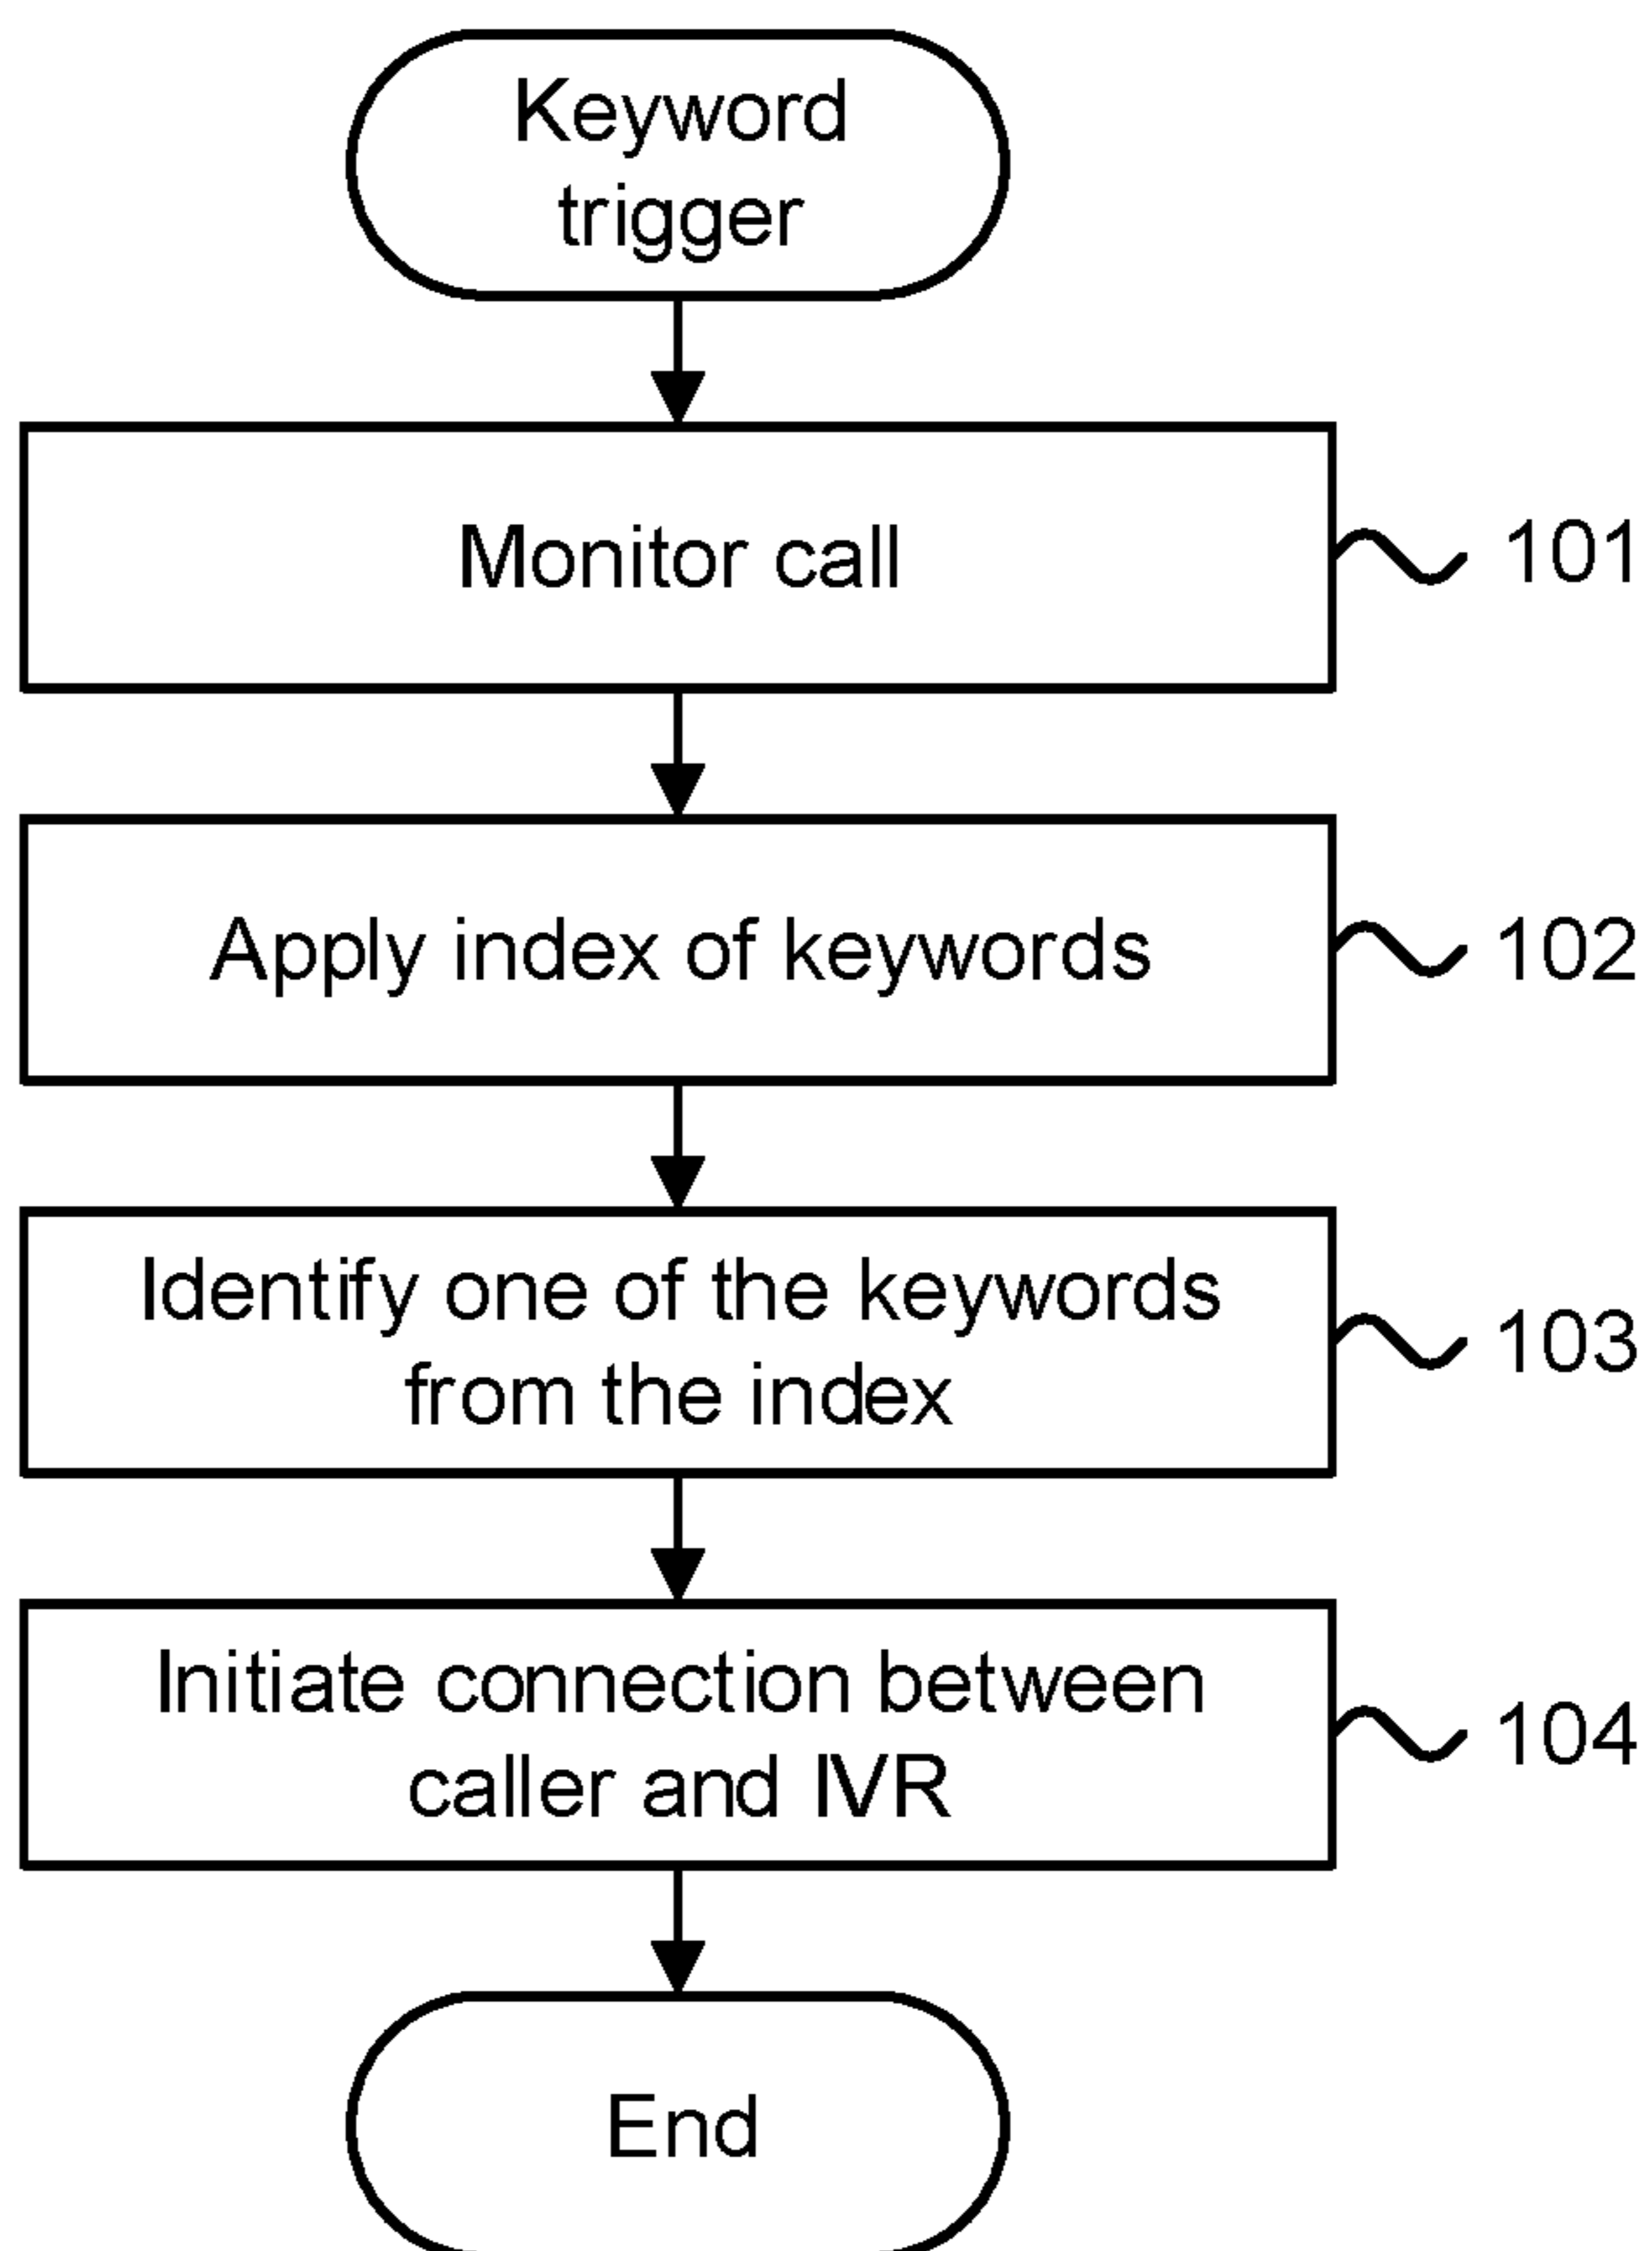 Keyword
trigger
Monitor call
101
Apply index of keywords
102
Identify one of the keywords
from the index
103
Initiate connection between
caller and IVR
104
End